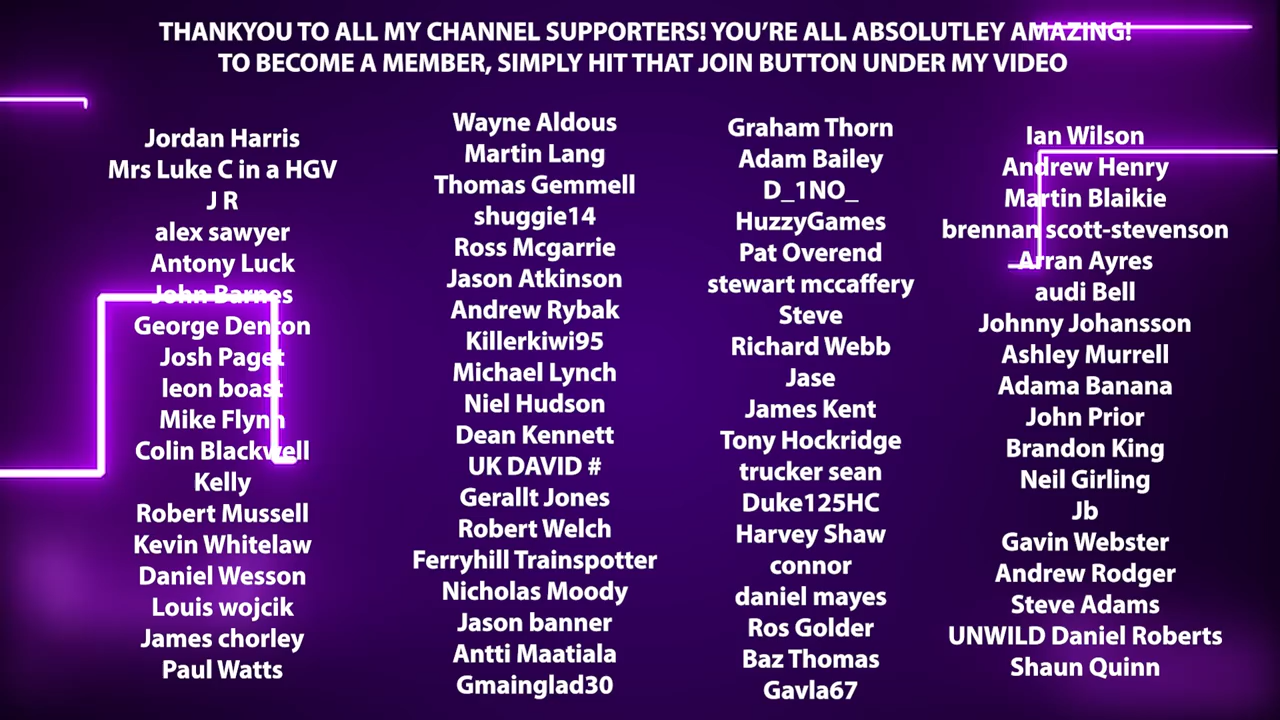 THANKYOU TO ALL MY CHANNEL SUPPORTERS! YOU'RE ALL ABSOLUTLEY AMAZING!
TO BECOME A MEMBER, SIMPLY HIT THAT JOIN BUTTON UNDER MY VIDEO
Jordan Harris
Mrs Luke C in a HGV
J R
alex sawyer
Antony Luck
John Barnes
George Denton
Josh Paget
leon boast
Mike Flynn
Colin Blackwell
Kelly
Robert Mussell
Kevin Whitelaw
Daniel Wesson
Louis wojcik
James chorley
Paul Watts
Wayne Aldous
Martin Lang
Thomas Gemmell
shuggie14
Ross Mcgarrie
Jason Atkinson
Andrew Rybak
Killerkiwi95
Michael Lynch
Niel Hudson
Dean Kennett
UK DAVID #
Gerallt Jones
Robert Welch
Ferryhill Trainspotter
Nicholas Moody
Jason banner
Antti Maatiala
Gmainglad30
Graham Thorn
Adam Bailey
D_1NO_
HuzzyGames
Pat Overend
stewart mccaffery
Steve
Richard Webb
Jase
James Kent
Tony Hockridge
trucker sean
Duke125HC
Harvey Shaw
connor
daniel mayes
Ros Golder
Baz Thomas
Gavla67
Ian Wilson
Andrew Henry
Martin Blaikie
brennan scott-stevenson
Arran Ayres
audi Bell
Johnny Johansson
Ashley Murrell
Adama Banana
John Prior
Brandon King
Neil Girling
Jb
Gavin Webster
Andrew Rodger
Steve Adams
UNWILD Daniel Roberts
Shaun Quinn